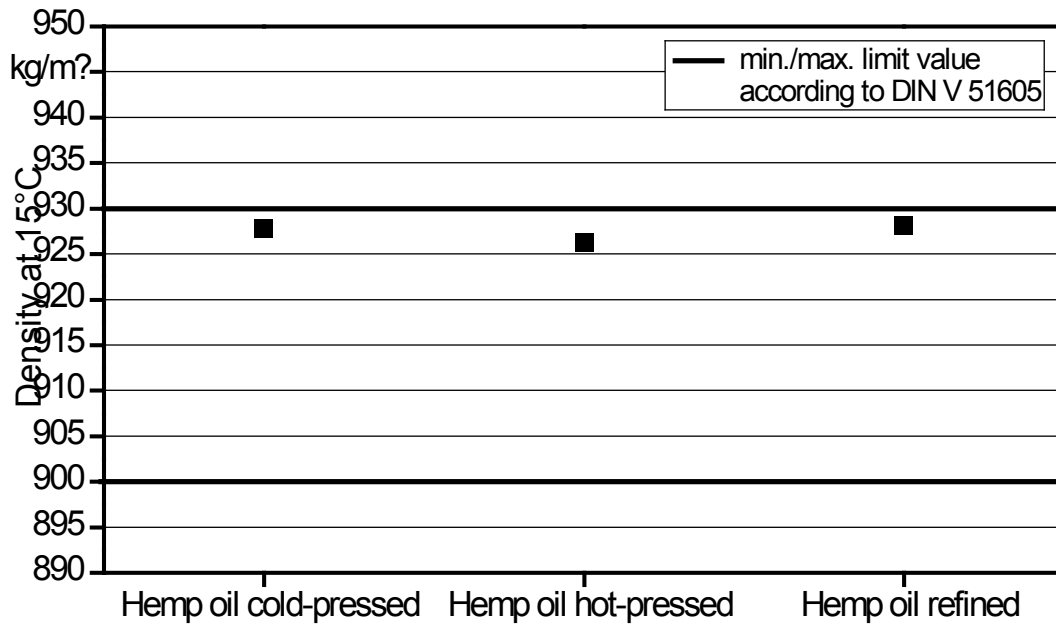 950
kg/m?
940
935
930
925
920
915
910
905
900
895
890
Density at 15°C
min./max. limit value
according to DIN V 51605
Hemp oil cold-pressed
Hemp oil hot-pressed
Hemp oil refined